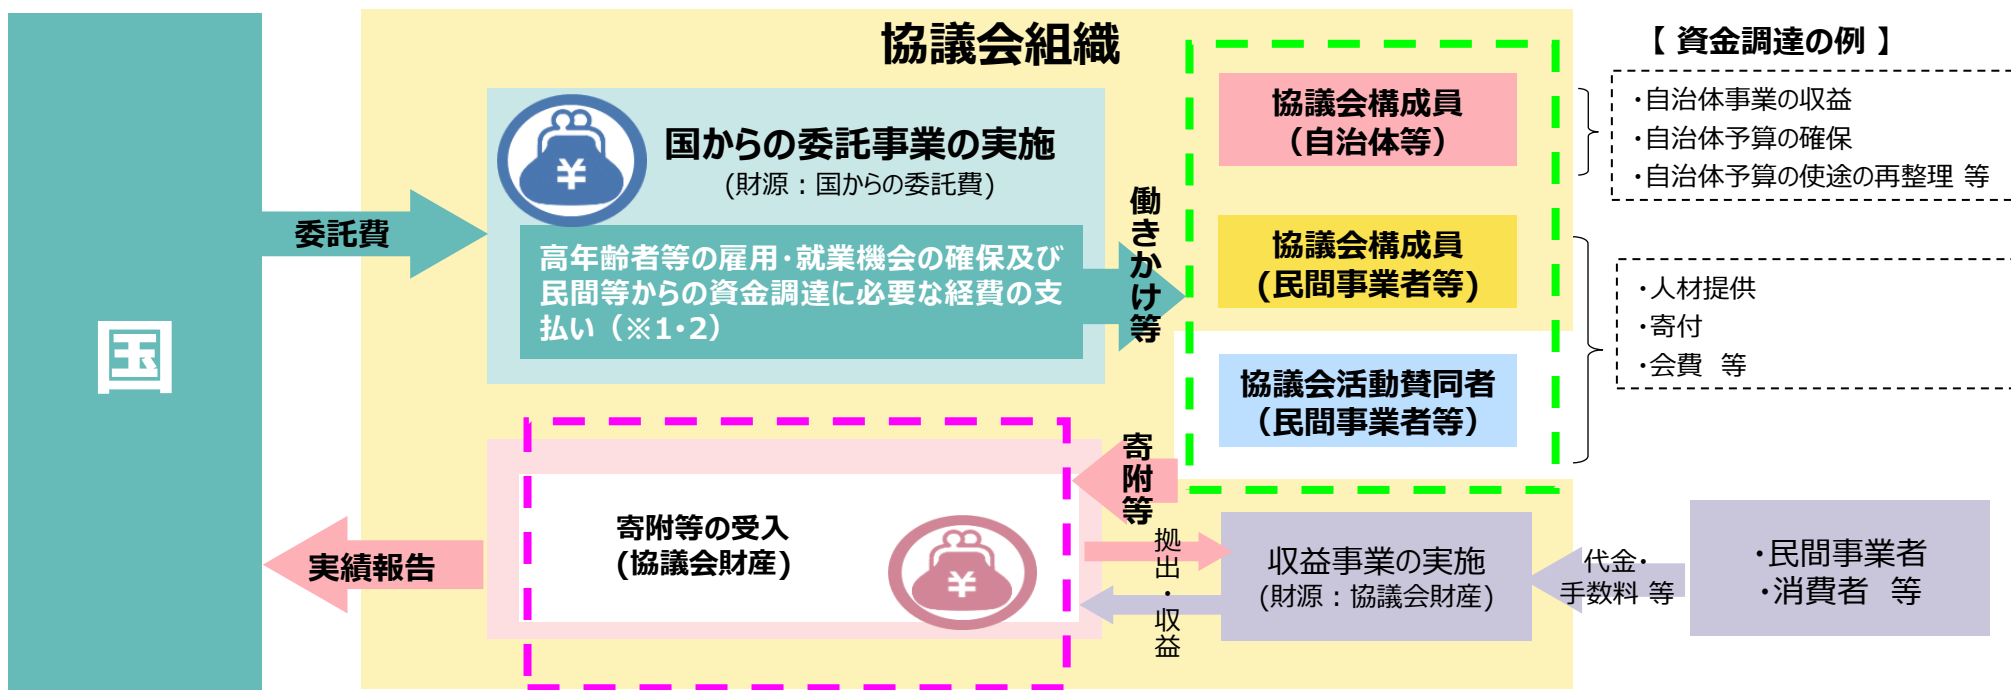 国
協議会組織
国からの委託事業の実施
(財源：国からの委託費)
委託費
高年齢者等の雇用・就業機会の確保及び
民間等からの資金調達に必要な経費の支
払い（※1・2）
働きかけ等
協議会構成員
（自治体等）
協議会構成員
(民間事業者等)
協議会活動賛同者
（民間事業者等）
【 資金調達の例 】
・自治体事業の収益
・自治体予算の確保
・自治体予算の使途の再整理 等
・人材提供
・寄付
・会費 等
寄附等
寄附等の受入
(協議会財産)
実績報告
拠出・収益
収益事業の実施
(財源：協議会財産)
代金・
手数料 等
・民間事業者
・消費者 等